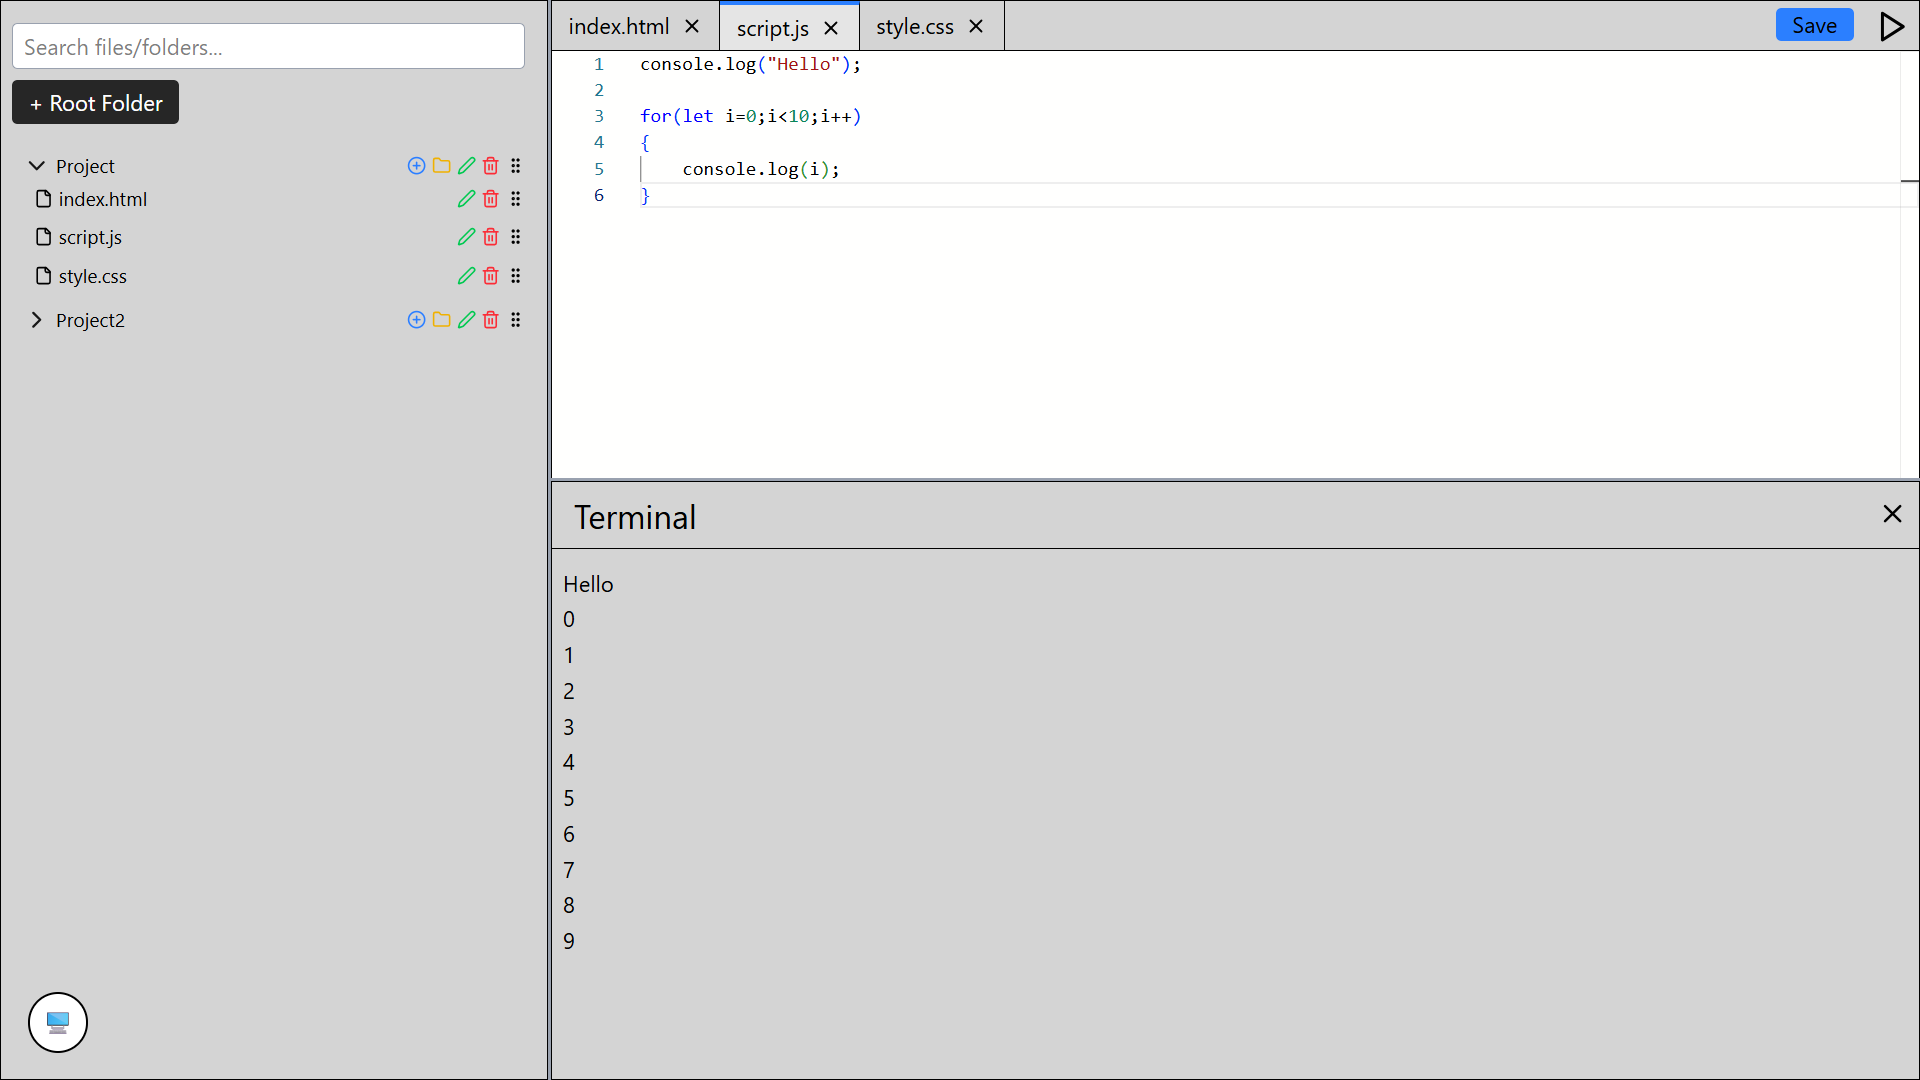 Search files/folders...
+ Root Folder
Project
index.html
script.js
style.css
Project2
index.html
script.js
style.css
Save
1 console.log("Hello");
2
3 for(let i=0;i<10;i++)
4 {
5     console.log(i);
6 }
Terminal
Hello
0
1
2
3
4
5
6
7
8
9